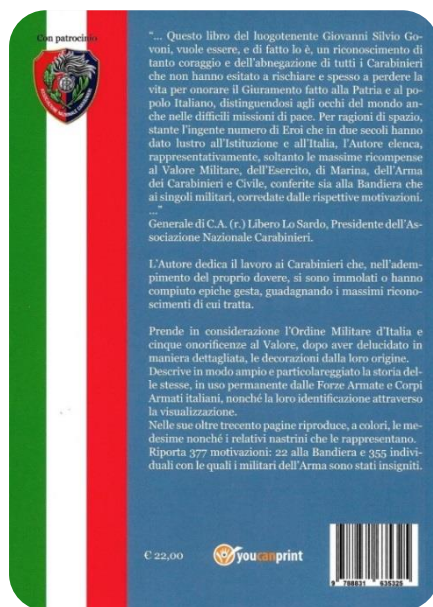 Con patrocinio
ASSOCIAZIONE NAZIONALE CARABINIERI
“... Questo libro del luogotenente Giovanni Silvio Go-
voni, vuole essere, e di fatto lo è, un riconoscimento di
tanto coraggio e dell'abnegazione di tutti i Carabinieri
che non hanno esitato a rischiare e spesso a perdere la
vita per onorare il Giuramento fatto alla Patria e al po-
polo Italiano, distinguendosi agli occhi del mondo an-
che nelle difficili missioni di pace. Per ragioni di spazio,
stante l'ingente numero di Eroi che in due secoli hanno
dato lustro all'Istituzione e all'Italia, l'Autore elenca,
rappresentativamente, soltanto le massime ricompense
al Valore Militare, dell'Esercito, di Marina, dell'Arma
dei Carabinieri e Civile, conferite sia alla Bandiera che
ai singoli militari, corredate dalle rispettive motivazioni.
...”
Generale di C.A. (r.) Libero Lo Sardo, Presidente dell'As-
sociazione Nazionale Carabinieri.
L'Autore dedica il lavoro ai Carabinieri che, nell'adem-
pimento del proprio dovere, si sono immolati o hanno
compiuto epiche gesta, guadagnando i massimi ricono-
scimenti di cui tratta.
Prende in considerazione l'Ordine Militare d'Italia e
cinque onorificenze al Valore, dopo aver delucidato in
maniera dettagliata, le decorazioni dalla loro origine.
Descrive in modo ampio e particolareggiato la storia del-
le stesse, in uso permanente dalle Forze Armate e Corpi
Armati italiani, nonché la loro identificazione attraverso
la visualizzazione.
Nelle sue oltre trecento pagine riproduce, a colori, le me-
desime nonché i relativi nastrini che le rappresentano.
Riporta 377 motivazioni: 22 alla Bandiera e 355 indivi-
duali con le quali i militari dell'Arma sono stati insigniti.
€ 22,00
youcanprint
9 788831 635325